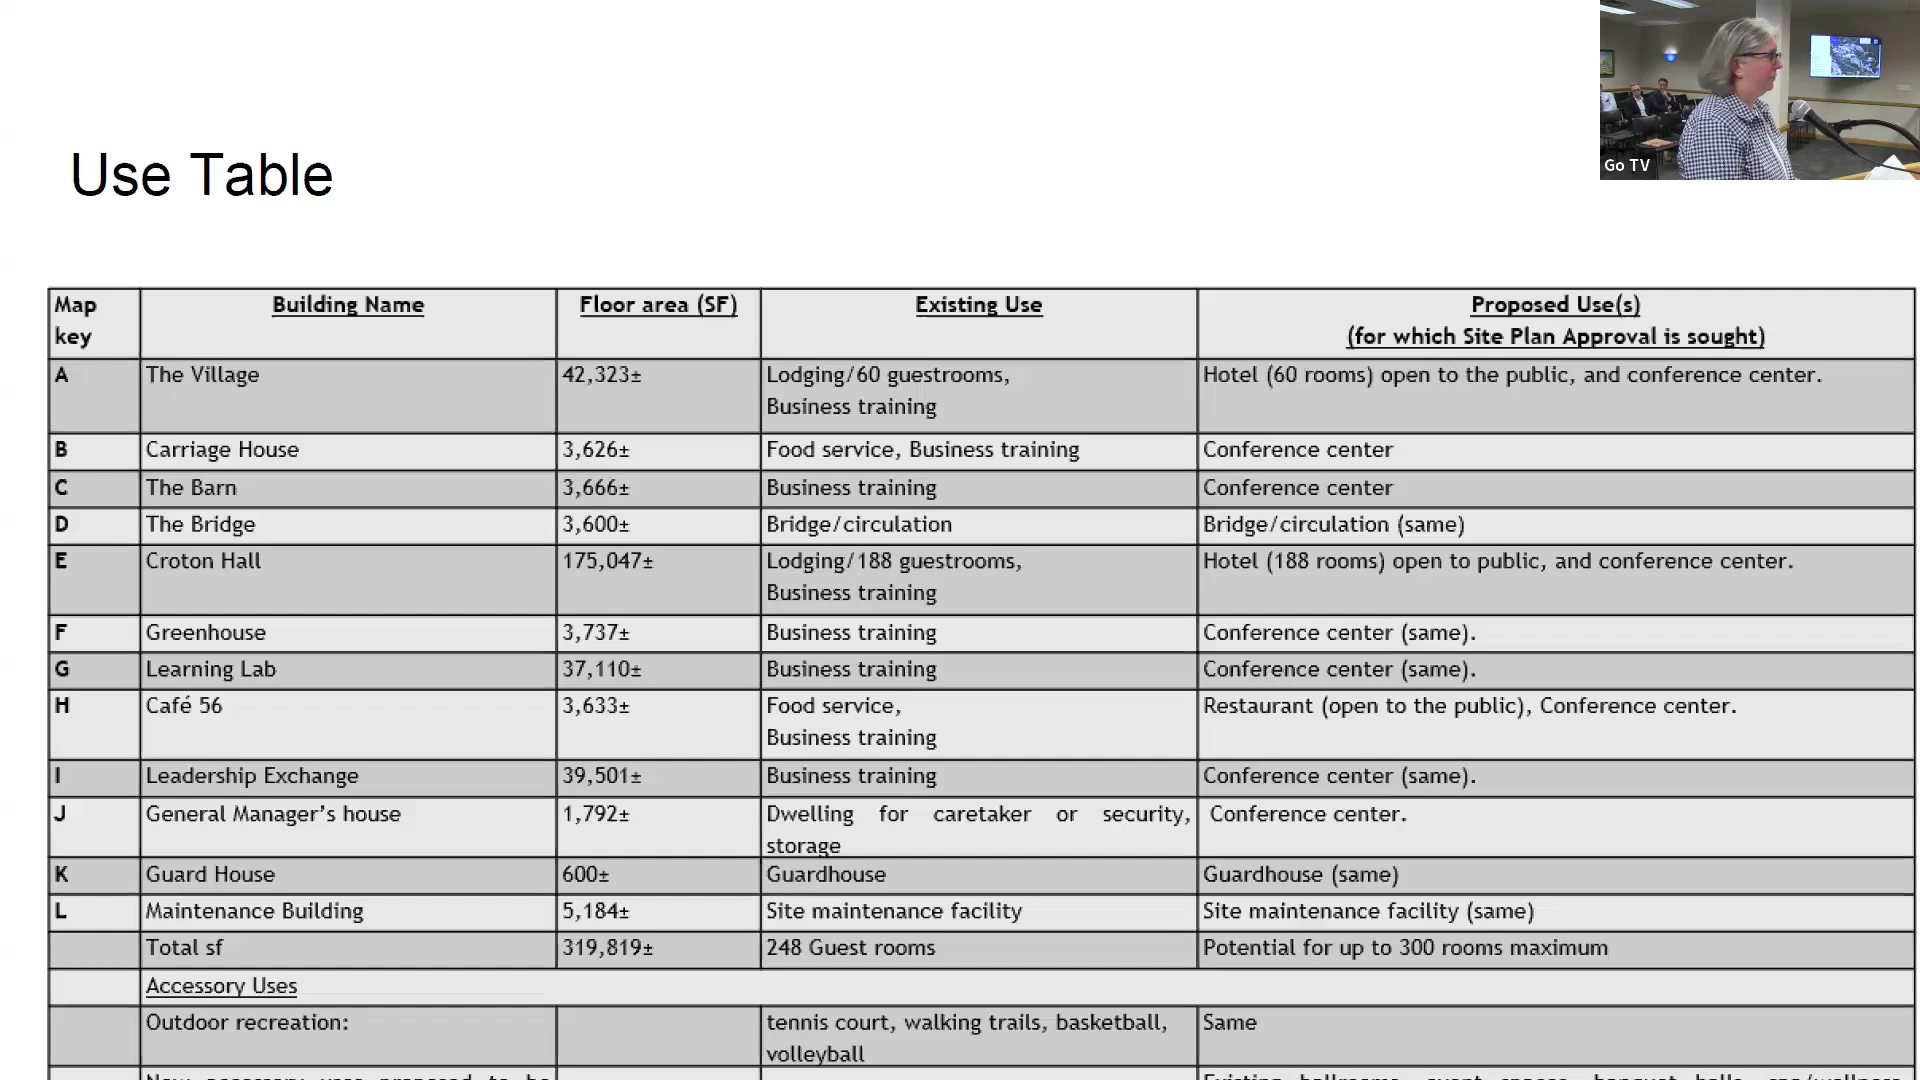 Go TV
Use Table
Map key | Building Name | Floor area (SF) | Existing Use | Proposed Use(s) (for which Site Plan Approval is sought)
A | The Village | 42,323± | Lodging/60 guestrooms, Business training | Hotel (60 rooms) open to the public, and conference center.
B | Carriage House | 3,626± | Food service, Business training | Conference center
C | The Barn | 3,666± | Business training | Conference center
D | The Bridge | 3,600± | Bridge/circulation | Bridge/circulation (same)
E | Croton Hall | 175,047± | Lodging/188 guestrooms, Business training | Hotel (188 rooms) open to public, and conference center.
F | Greenhouse | 3,737± | Business training | Conference center (same).
G | Learning Lab | 37,110± | Business training | Conference center (same).
H | Café 56 | 3,633± | Food service, Business training | Restaurant (open to the public), Conference center.
I | Leadership Exchange | 39,501± | Business training | Conference center (same).
J | General Manager’s house | 1,792± | Dwelling for caretaker or security, storage | Conference center.
K | Guard House | 600± | Guardhouse | Guardhouse (same)
L | Maintenance Building | 5,184± | Site maintenance facility | Site maintenance facility (same)
Total sf | 319,819± | 248 Guest rooms | Potential for up to 300 rooms maximum
Accessory Uses
Outdoor recreation: | tennis court, walking trails, basketball, volleyball | Same